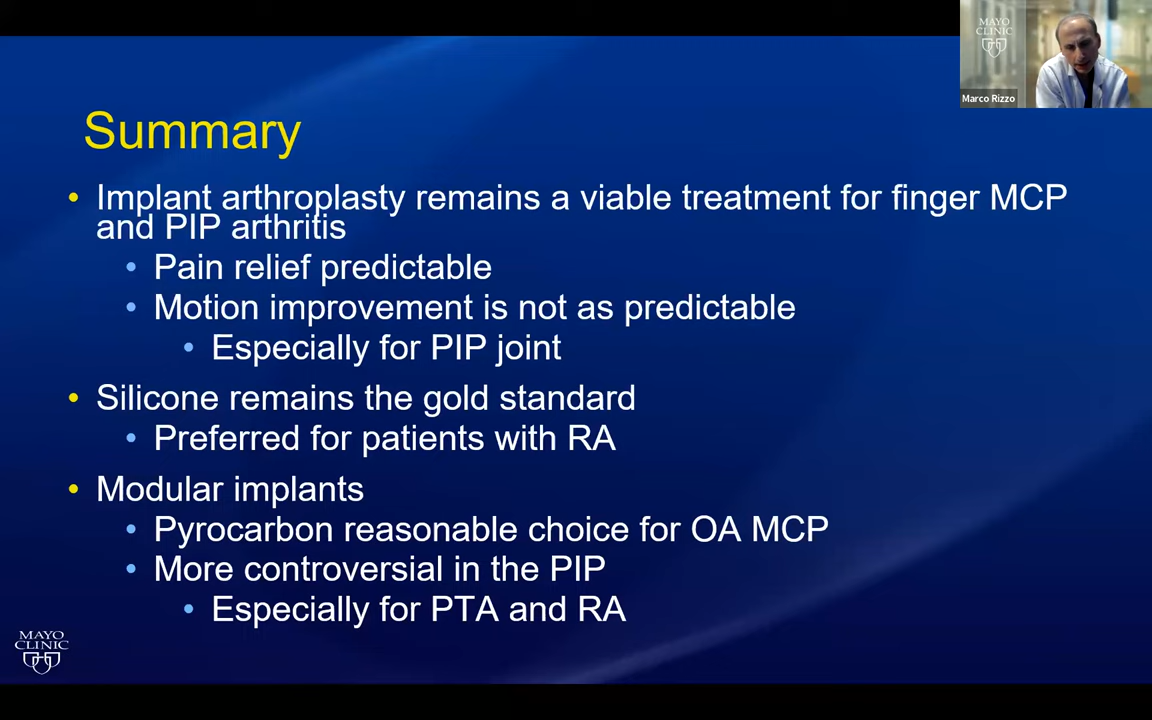 MAYO
CLINIC
Marco Rizzo
Summary
• Implant arthroplasty remains a viable treatment for finger MCP
and PIP arthritis
• Pain relief predictable
• Motion improvement is not as predictable
• Especially for PIP joint
• Silicone remains the gold standard
• Preferred for patients with RA
• Modular implants
• Pyrocarbon reasonable choice for OA MCP
• More controversial in the PIP
• Especially for PTA and RA
MAYO
CLINIC